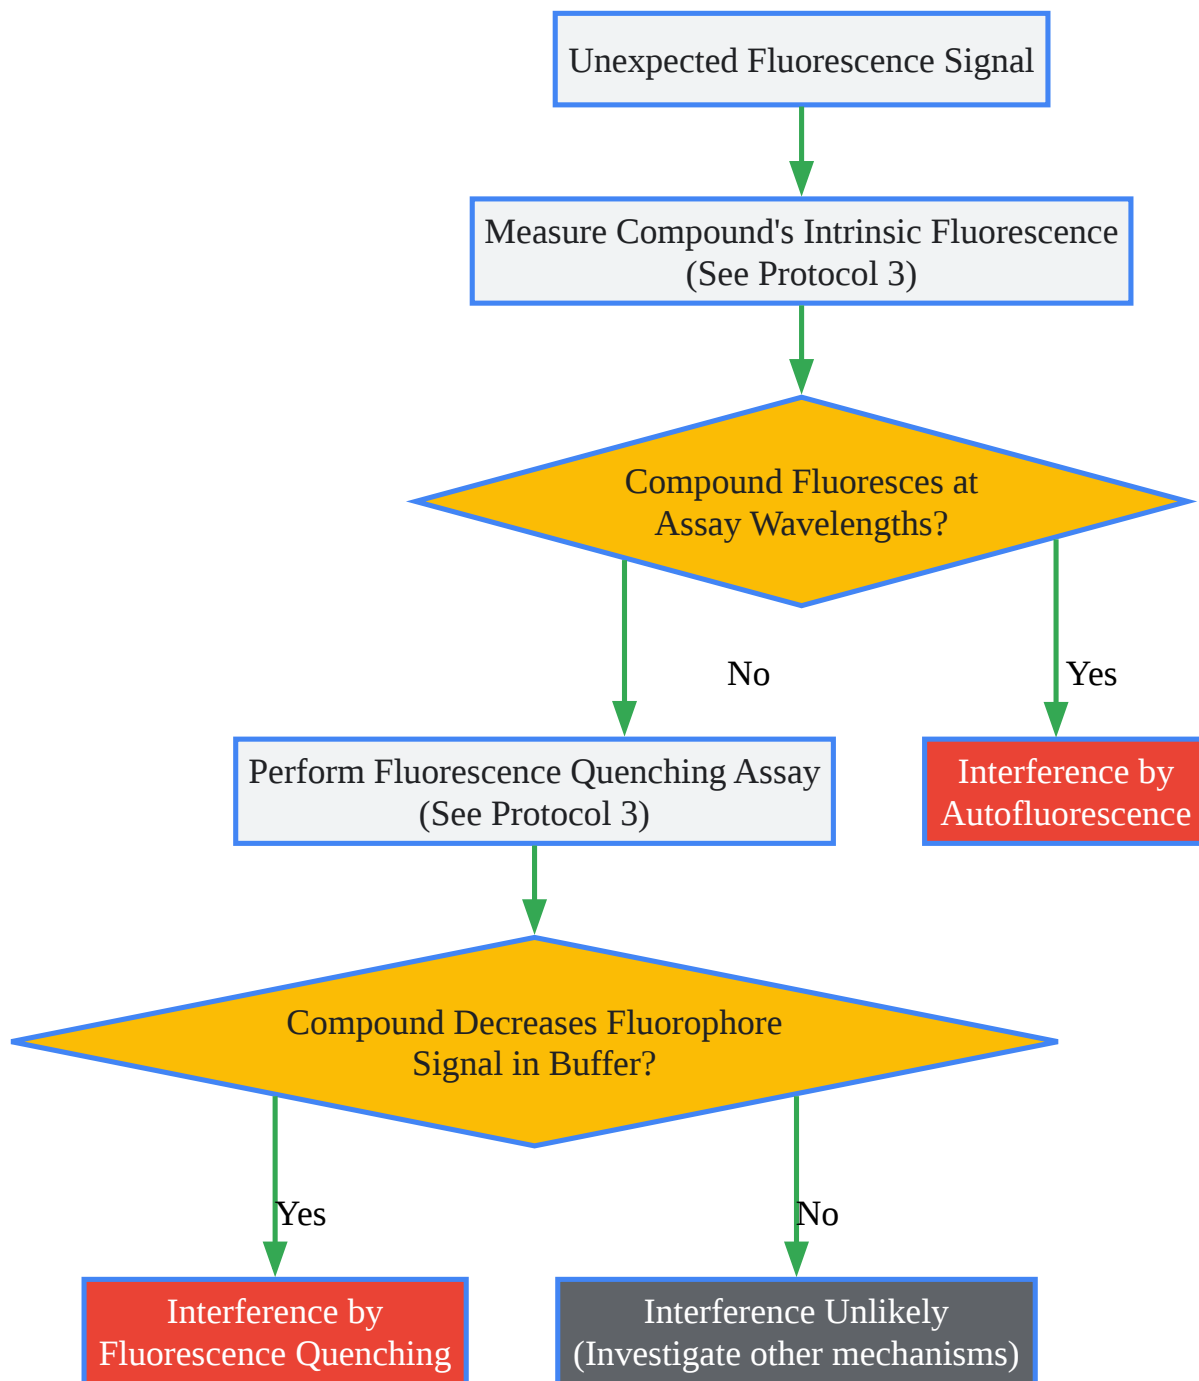 Unexpected Fluorescence Signal
Measure Compound's Intrinsic Fluorescence
(See Protocol 3)
Compound Fluoresces at
Assay Wavelengths?
No
Yes
Perform Fluorescence Quenching Assay
(See Protocol 3)
Interference by
Autofluorescence
Compound Decreases Fluorophore
Signal in Buffer?
Yes
No
Interference by
Fluorescence Quenching
Interference Unlikely
(Investigate other mechanisms)